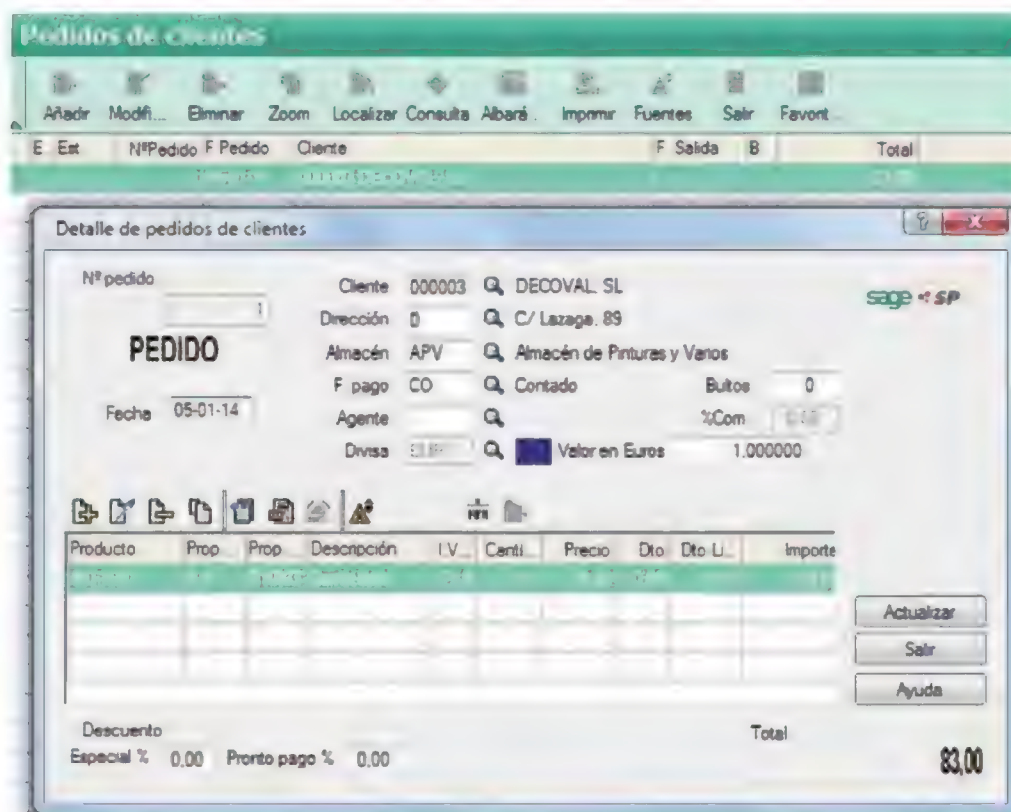 Pedidos de clientes
Añadir Modifi... Eliminar Zoom Localizar Consulta Albará... Imprimir Fuentes Salir Favorit...
E Est NºPedido F Pedido Cliente F Salida B Total
Detalle de pedidos de clientes
Nº pedido
1
PEDIDO
Fecha 05-01-14
Cliente 000003 DECOVAL, SL
Dirección 0 C/ Lazaga, 89
Almacén APV Almacén de Pinturas y Varios
F pago CO Contado Bultos 0
Agente %Com
Divisa Valor en Euros 1.000000
sage SP
Producto Prop Prop Descripción I.V... Canti... Precio Dto Dto Li... Importe
Actualizar
Salir
Ayuda
Descuento
Especial % 0,00 Pronto pago % 0,00
Total
83,00